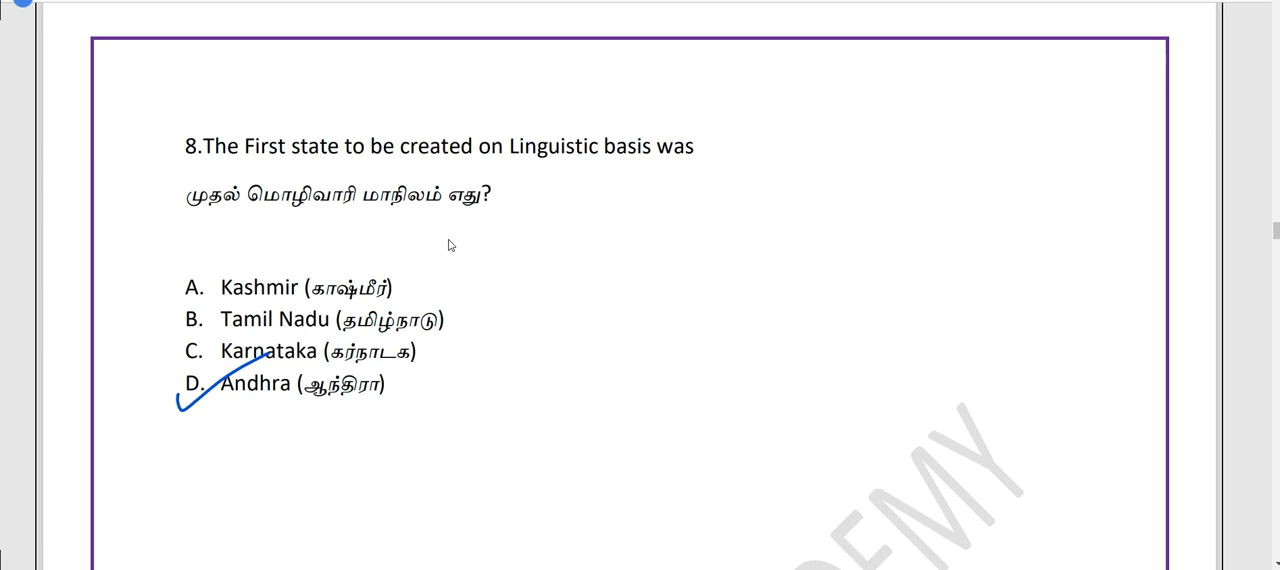 8.The First state to be created on Linguistic basis was
முதல் மொழிவாரி மாநிலம் எது?
A. Kashmir (காஷ்மீர்)
B. Tamil Nadu (தமிழ்நாடு)
C. Karnataka (கர்நாடக)
D. Andhra (ஆந்திரா)